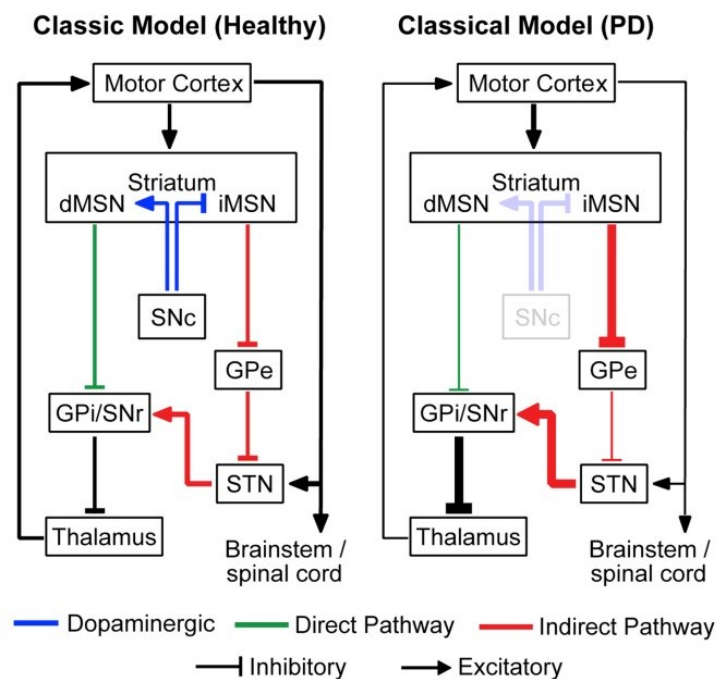 Classic Model (Healthy)
Motor Cortex
Striatum
dMSN
iMSN
SNc
GPe
GPi/SNr
STN
Thalamus
Brainstem /
spinal cord
Classical Model (PD)
Motor Cortex
Striatum
dMSN
iMSN
SNc
GPe
GPi/SNr
STN
Thalamus
Brainstem /
spinal cord
Dopaminergic
Direct Pathway
Indirect Pathway
Inhibitory
Excitatory